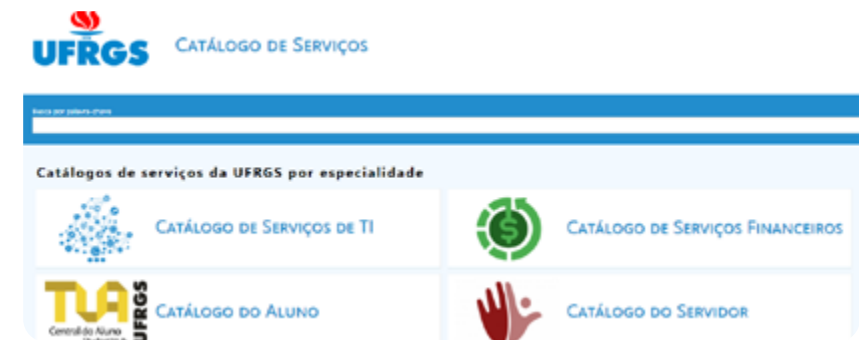 UFRGS
CATÁLOGO DE SERVIÇOS
Busca por palavra-chave
Catálogos de serviços da UFRGS por especialidade
CATÁLOGO DE SERVIÇOS DE TI
CATÁLOGO DE SERVIÇOS FINANCEIROS
TUA
UFRGS
Central do Aluno
CATÁLOGO DO ALUNO
CATÁLOGO DO SERVIDOR